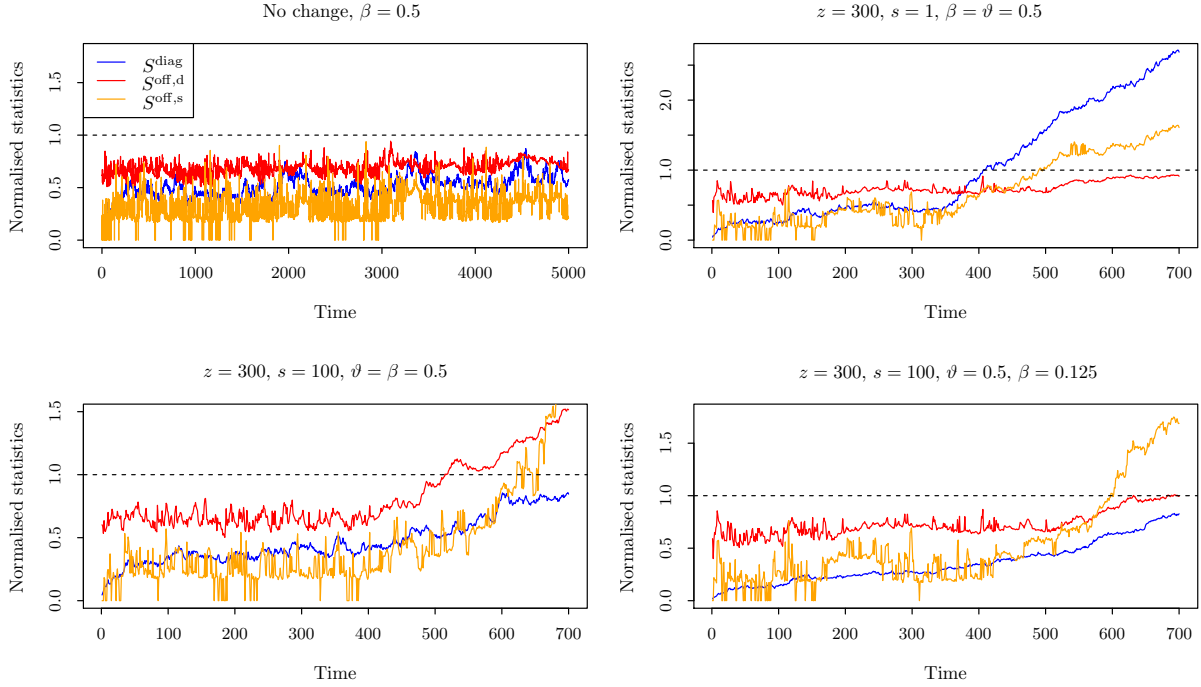 No change, β = 0.5
Normalised statistics
0.0 0.5 1.0 1.5
S^diag
S^off,d
S^off,s
0 1000 2000 3000 4000 5000
Time
z = 300, s = 1, β = ϑ = 0.5
Normalised statistics
0.0 1.0 2.0
0 100 200 300 400 500 600 700
Time
z = 300, s = 100, ϑ = β = 0.5
Normalised statistics
0.0 0.5 1.0 1.5
0 100 200 300 400 500 600 700
Time
z = 300, s = 100, ϑ = 0.5, β = 0.125
Normalised statistics
0.0 0.5 1.0 1.5
0 100 200 300 400 500 600 700
Time